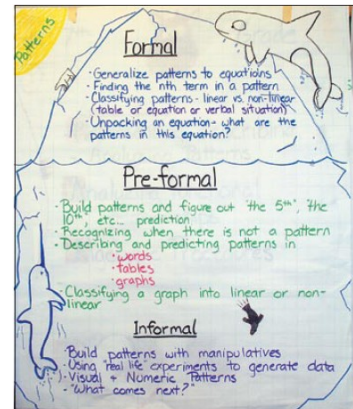 Patterns
Formal
· Generalize patterns to equations
· Finding the nth term in a pattern
· Classifying patterns - linear vs non-linear
(table or equation or verbal situation)
· Unpacking an equation - what are the
patterns in this equation?
Pre-formal
· Build patterns and figure out "the 5th", the
10th, etc... prediction
· Recognizing when there is not a pattern
· Describing and predicting patterns in
· words
· tables
· graphs
· Classifying a graph into linear or non-
linear
Informal
· Build patterns with manipulatives
· Using "real life" experiments to generate data
· Visual + Numeric Patterns
· "What comes next?"